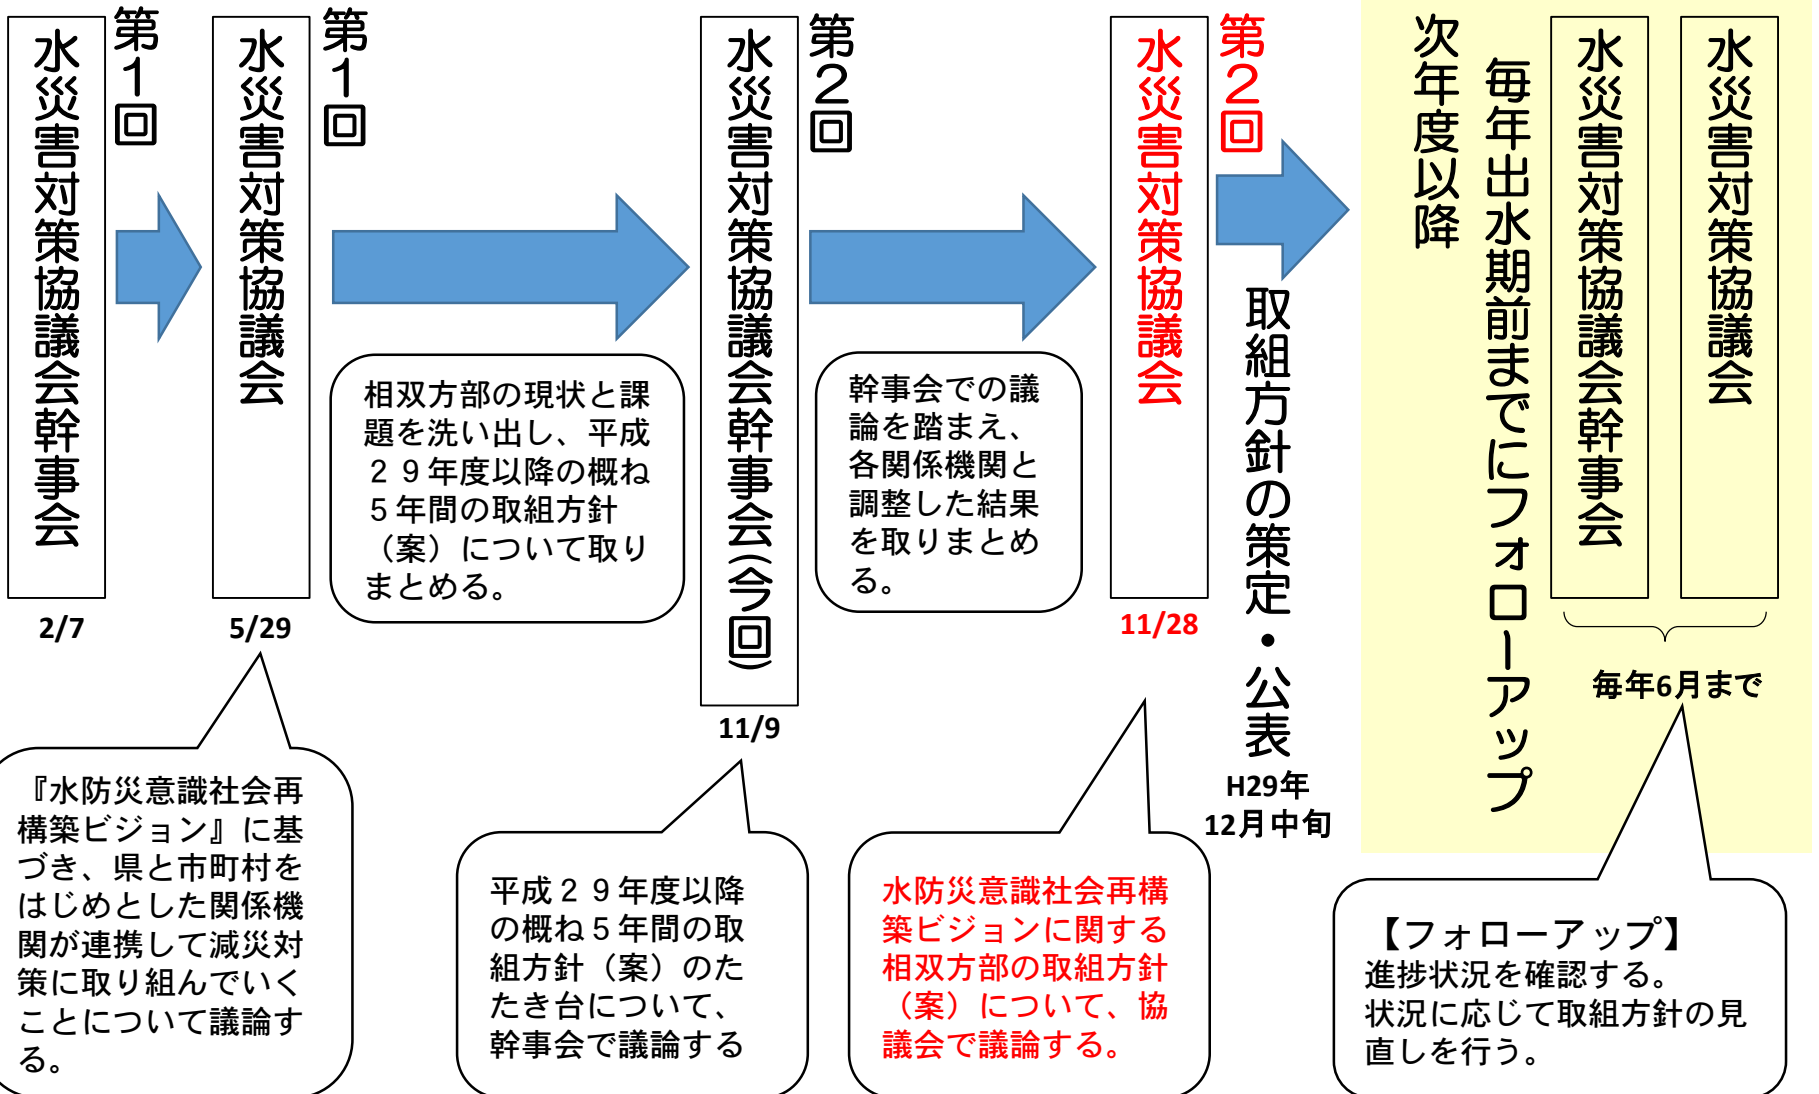 第１回
水災害対策協議会幹事会
2/7
第１回
水災害対策協議会
5/29
『水防災意識社会再
構築ビジョン』に基
づき、県と市町村を
はじめとした関係機
関が連携して減災対
策に取り組んでいく
ことについて議論す
る。
相双方部の現状と課
題を洗い出し、平成
２９年度以降の概ね
５年間の取組方針
（案）について取り
まとめる。
第２回
水災害対策協議会幹事会(今回)
11/9
平成２９年度以降
の概ね５年間の取
組方針（案）のた
たき台について、
幹事会で議論する
幹事会での議
論を踏まえ、
各関係機関と
調整した結果
を取りまとめ
る。
第２回
水災害対策協議会
11/28
水防災意識社会再構
築ビジョンに関する
相双方部の取組方針
（案）について、協
議会で議論する。
取組方針の策定・公表
H29年
12月中旬
次年度以降
毎年出水期前までにフォローアップ
水災害対策協議会幹事会
水災害対策協議会
毎年6月まで
【フォローアップ】
進捗状況を確認する。
状況に応じて取組方針の見
直しを行う。